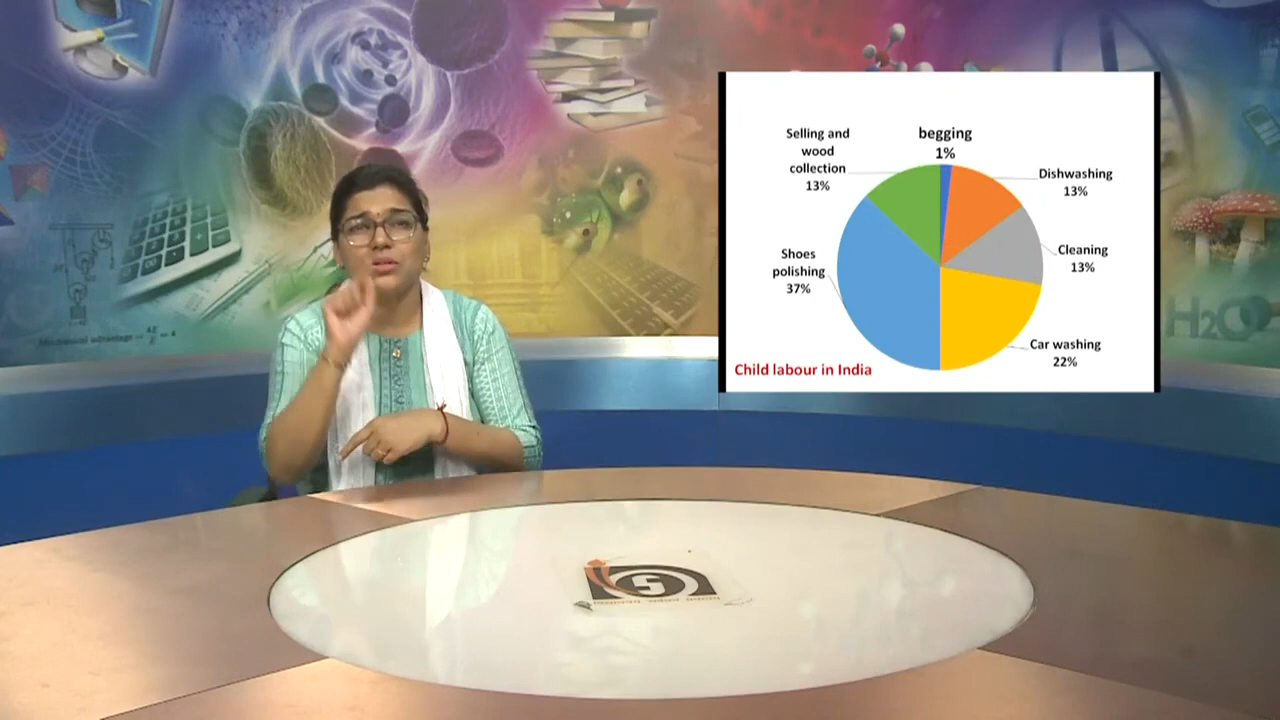 Selling and
wood
collection
13%
begging
1%
Dishwashing
13%
Cleaning
13%
Shoes
polishing
37%
Car washing
22%
Child labour in India
H2O